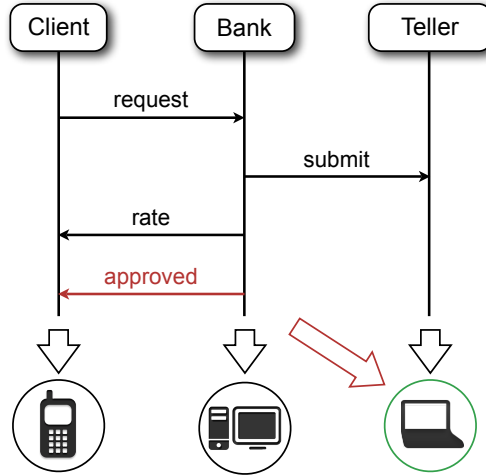 Client
Bank
Teller
request
submit
rate
approved